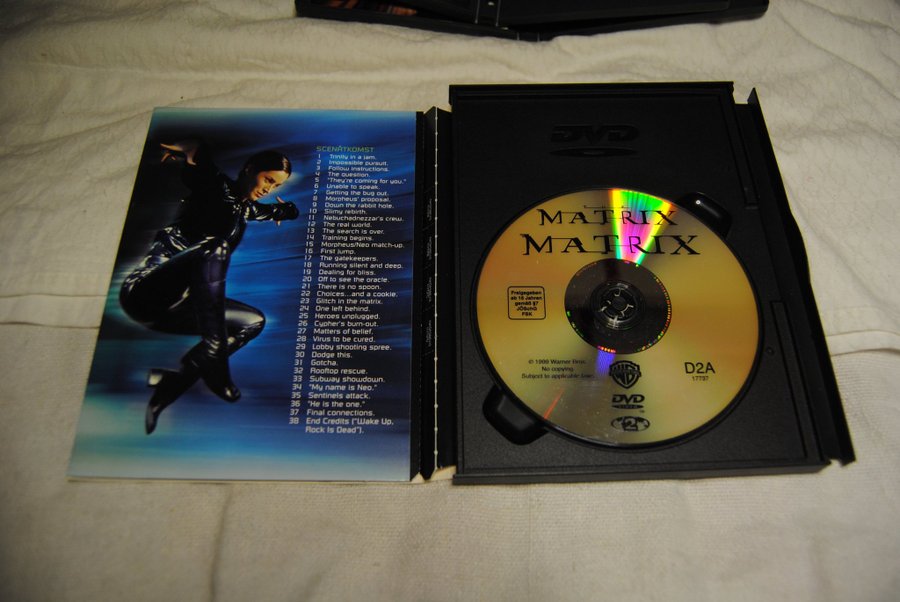 SCENÅTKOMST
1 Trinity in a jam.
2 Impossible pursuit.
3 Follow instructions.
4 The question.
5 "They're coming for you."
6 Unable to speak.
7 Getting the bug out.
8 Morpheus' proposal.
9 Down the rabbit hole.
10 Slimy rebirth.
11 Nebuchadnezzar's crew.
12 The real world.
13 The search is over.
14 Training begins.
15 Morpheus/Neo match-up.
16 First jump.
17 The gatekeepers.
18 Running silent and deep.
19 Dealing for bliss.
20 Off to see the oracle.
21 There is no spoon.
22 Choices...and a cookie.
23 Glitch in the matrix.
24 One left behind.
25 Heroes unplugged.
26 Cypher's burn-out.
27 Matters of belief.
28 Virus to be cured.
29 Lobby shooting spree.
30 Dodge this.
31 Gotcha.
32 Rooftop rescue.
33 Subway showdown.
34 "My name is Neo."
35 Sentinels attack.
36 "He is the one."
37 Final connections.
38 End Credits ("Wake Up,
Rock Is Dead").
DVD
MATRIX
MATRIX
Freigegeben
ab 16 Jahren
gemäß §7
JÖSchG
FSK
© 1999 Warner Bros.
No copying.
Subject to applicable law.
WB
D2A
17737
DVD
2